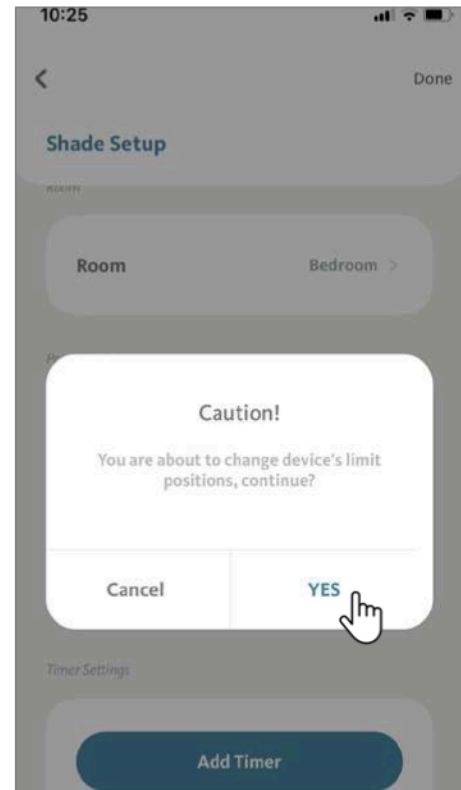 10:25
Done
Shade Setup
Room
Room Bedroom >
Caution!
You are about to change device's limit
positions, continue?
Cancel YES
Timer Settings
Add Timer